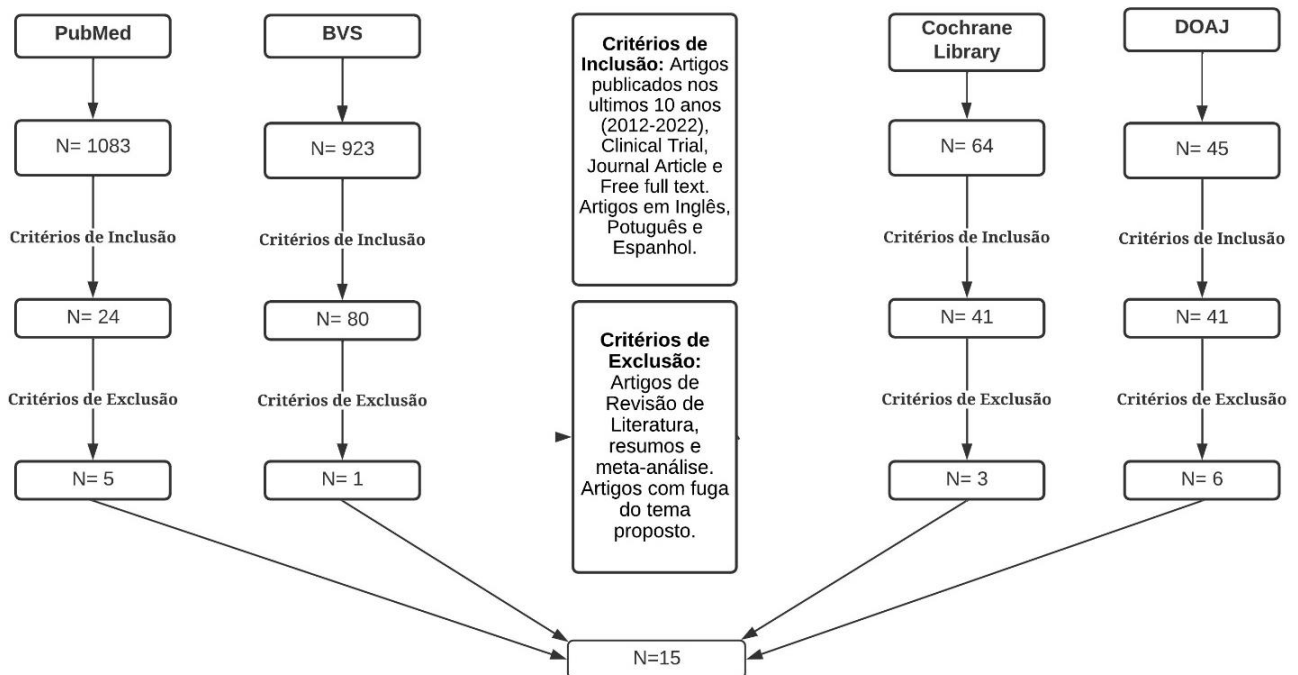 PubMed
N= 1083
Critérios de Inclusão
N= 24
Critérios de Exclusão
N= 5
BVS
N= 923
Critérios de Inclusão
N= 80
Critérios de Exclusão
N= 1
Critérios de
Inclusão: Artigos
publicados nos
ultimos 10 anos
(2012-2022),
Clinical Trial,
Journal Article e
Free full text.
Artigos em Inglês,
Potuguês e
Espanhol.
Critérios de
Exclusão:
Artigos de
Revisão de
Literatura,
resumos e
meta-análise.
Artigos com fuga
do tema
proposto.
Cochrane
Library
N= 64
Critérios de Inclusão
N= 41
Critérios de Exclusão
N= 3
DOAJ
N= 45
Critérios de Inclusão
N= 41
Critérios de Exclusão
N= 6
N=15